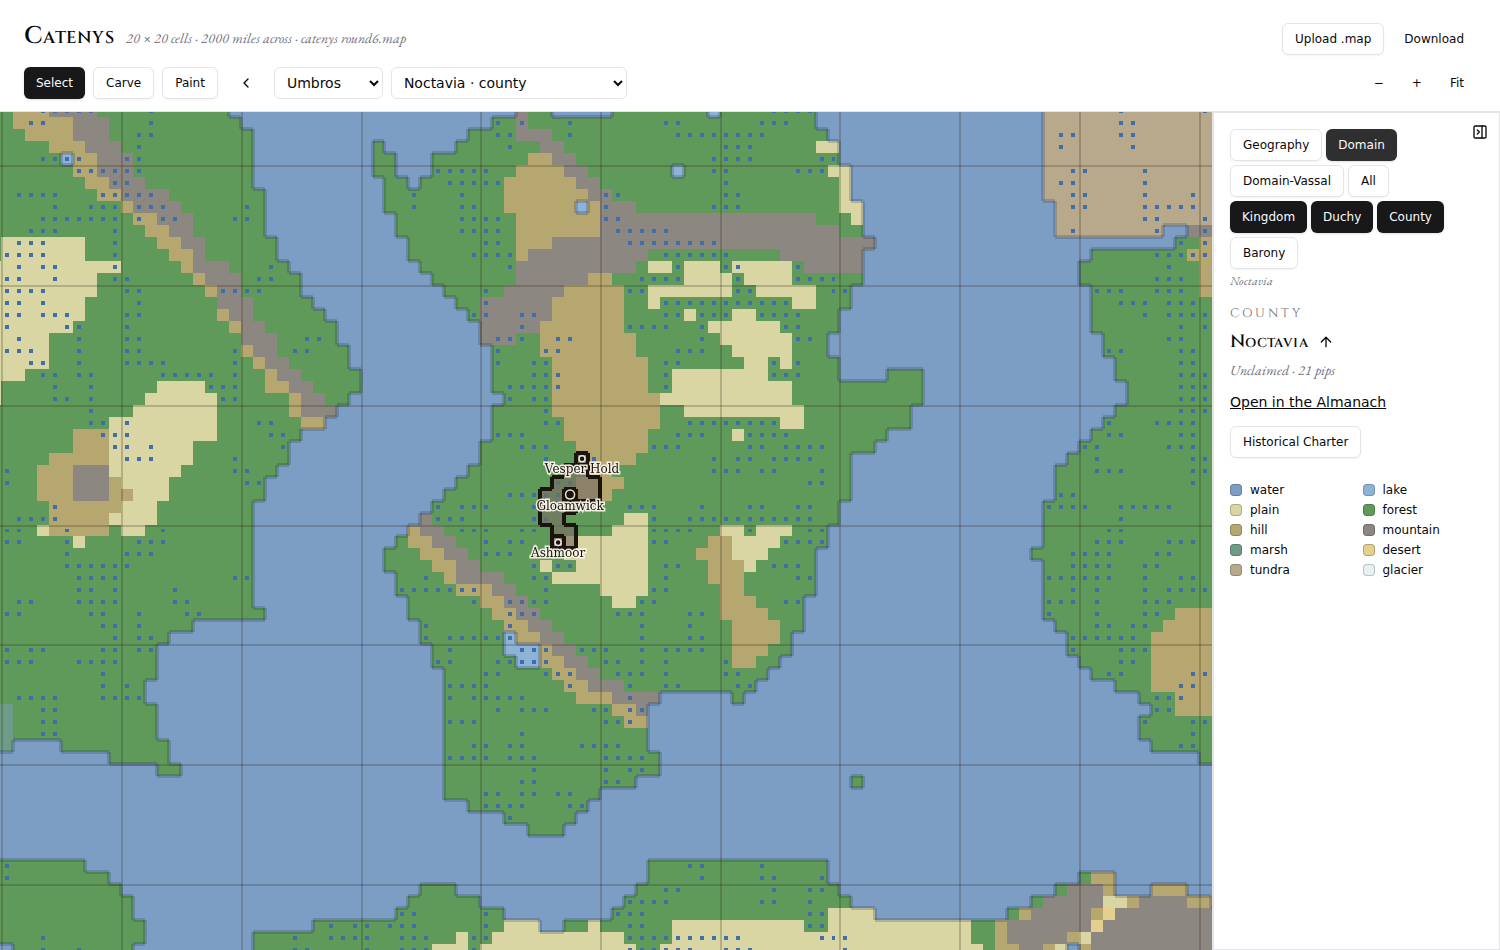 Catenys 20 × 20 cells · 2000 miles across · catenys round6.map
Upload .map Download
Select Carve Paint Umbros Noctavia · county − + Fit
Geography Domain
Domain-Vassal All
Kingdom Duchy County
Barony
Noctavia
COUNTY
Noctavia
Unclaimed · 21 pips
Open in the Almanach
Historical Charter
water lake
plain forest
hill mountain
marsh desert
tundra glacier
Vesper Hold
Gloamwick
Ashmoor